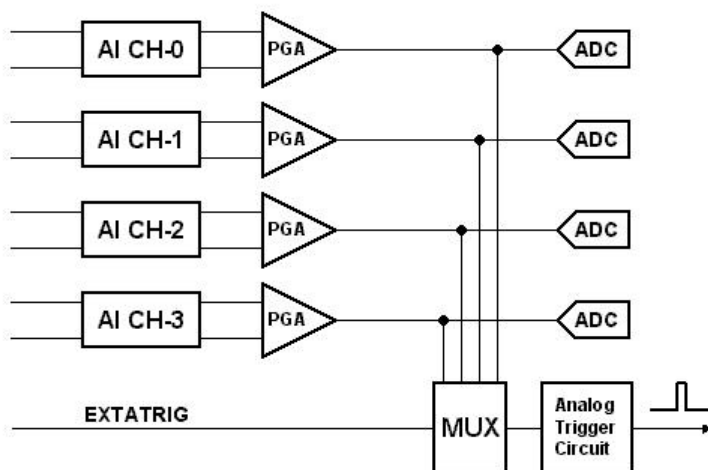 AI CH-0
PGA
ADC
AI CH-1
PGA
ADC
AI CH-2
PGA
ADC
AI CH-3
PGA
ADC
EXTATRIG
MUX
Analog
Trigger
Circuit